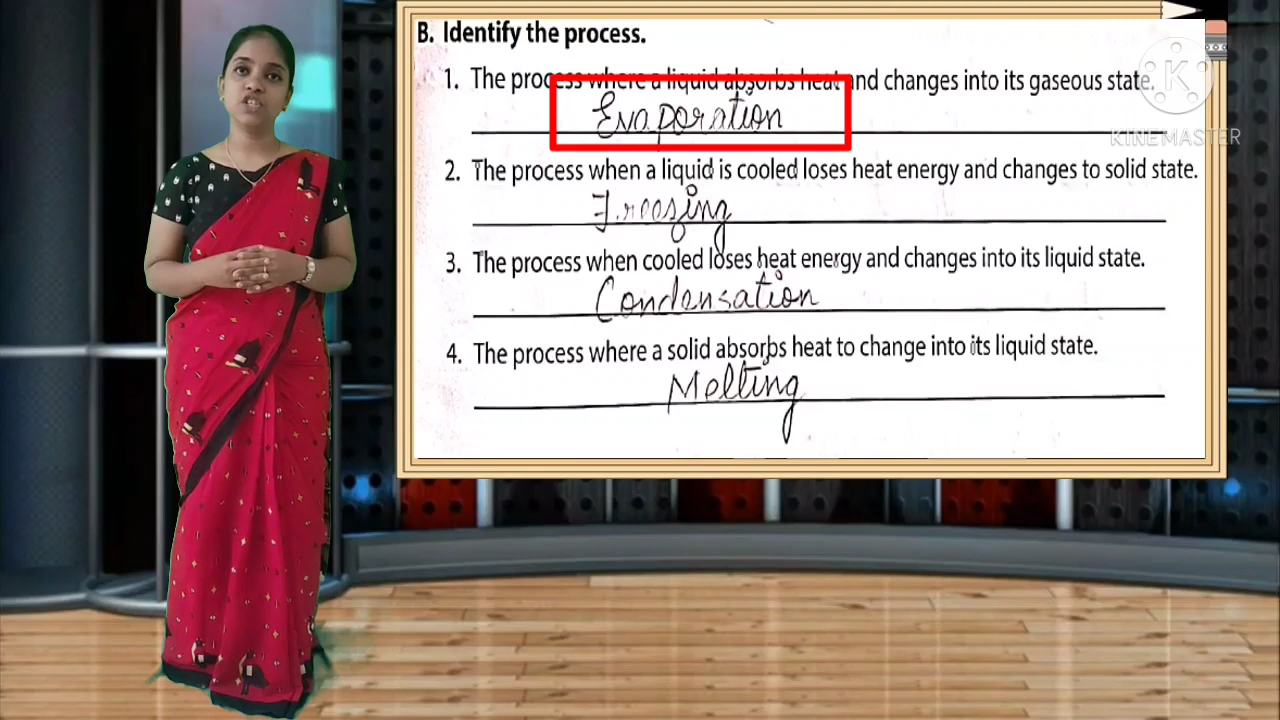 B. Identify the process.
1. The process where a liquid absorbs heat and changes into its gaseous state.
Evaporation
KINEMASTER
2. The process when a liquid is cooled loses heat energy and changes to solid state.
Freezing
3. The process when cooled loses heat energy and changes into its liquid state.
Condensation
4. The process where a solid absorbs heat to change into its liquid state.
Melting